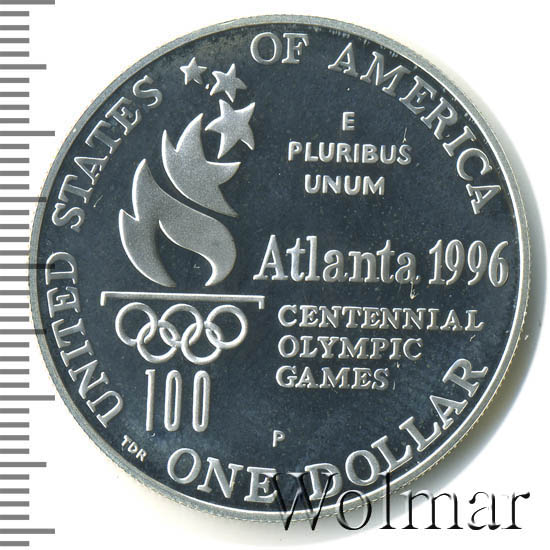 UNITED STATES OF AMERICA
E
PLURIBUS
UNUM
Atlanta 1996
CENTENNIAL
OLYMPIC
GAMES
100
P
TDR
ONE DOLLAR
Wolmar